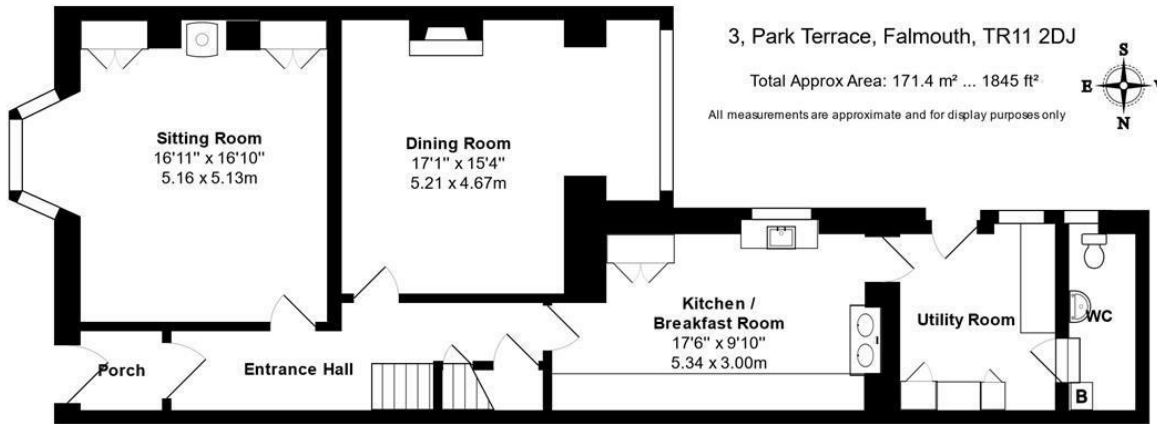 3, Park Terrace, Falmouth, TR11 2DJ
Total Approx Area: 171.4 m² ... 1845 ft²
All measurements are approximate and for display purposes only
S
E
N
Sitting Room
16'11" x 16'10"
5.16 x 5.13m
Dining Room
17'1" x 15'4"
5.21 x 4.67m
Kitchen /
Breakfast Room
17'6" x 9'10"
5.34 x 3.00m
Utility Room
WC
Porch
Entrance Hall
B